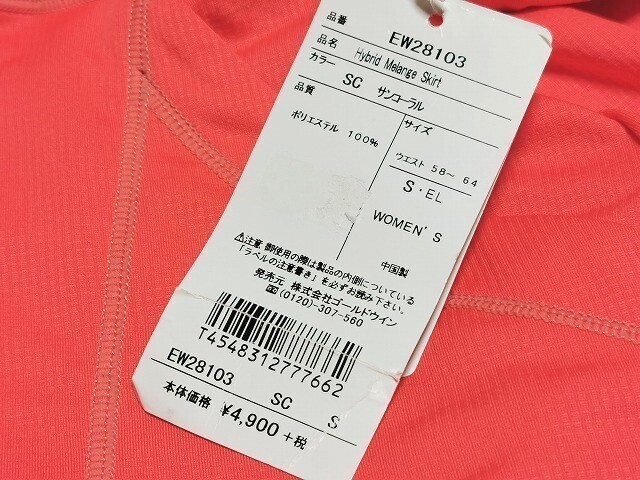 品番 EW28103
品名 Hybrid Melange Skirt
カラー SC サンコーラル
品質
ポリエステル 100%
サイズ
ウエスト 58〜 64
S・EL
WOMEN'S
中国製
⚠注意 御使用の際は製品の内側についている
「ラベルの注意書き」を必ずお読み下さい。
発売元 株式会社ゴールドウイン
(0120)-307-560
T4548312777662
EW28103 SC S
本体価格 ¥4,900 +税